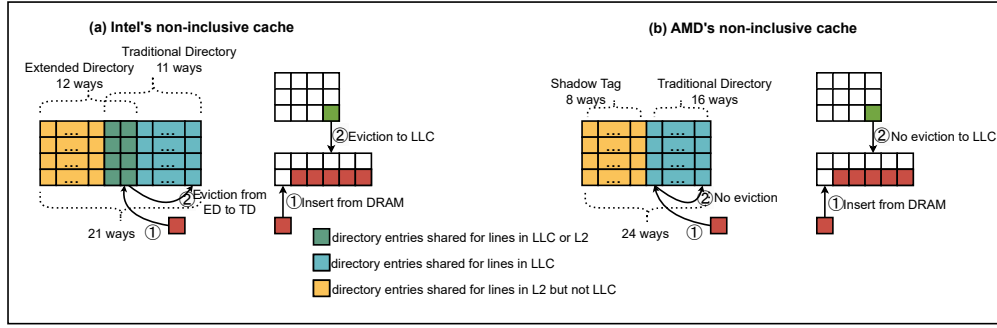 (a) Intel's non-inclusive cache
Traditional Directory
11 ways
Extended Directory
12 ways
...
...
...
...
...
...
②Eviction from
ED to TD
21 ways
①
②Eviction to LLC
①Insert from DRAM
directory entries shared for lines in LLC or L2
directory entries shared for lines in LLC
directory entries shared for lines in L2 but not LLC
(b) AMD's non-inclusive cache
Shadow Tag
8 ways
Traditional Directory
16 ways
...
...
...
...
...
...
②No eviction
24 ways
①
②No eviction to LLC
①Insert from DRAM